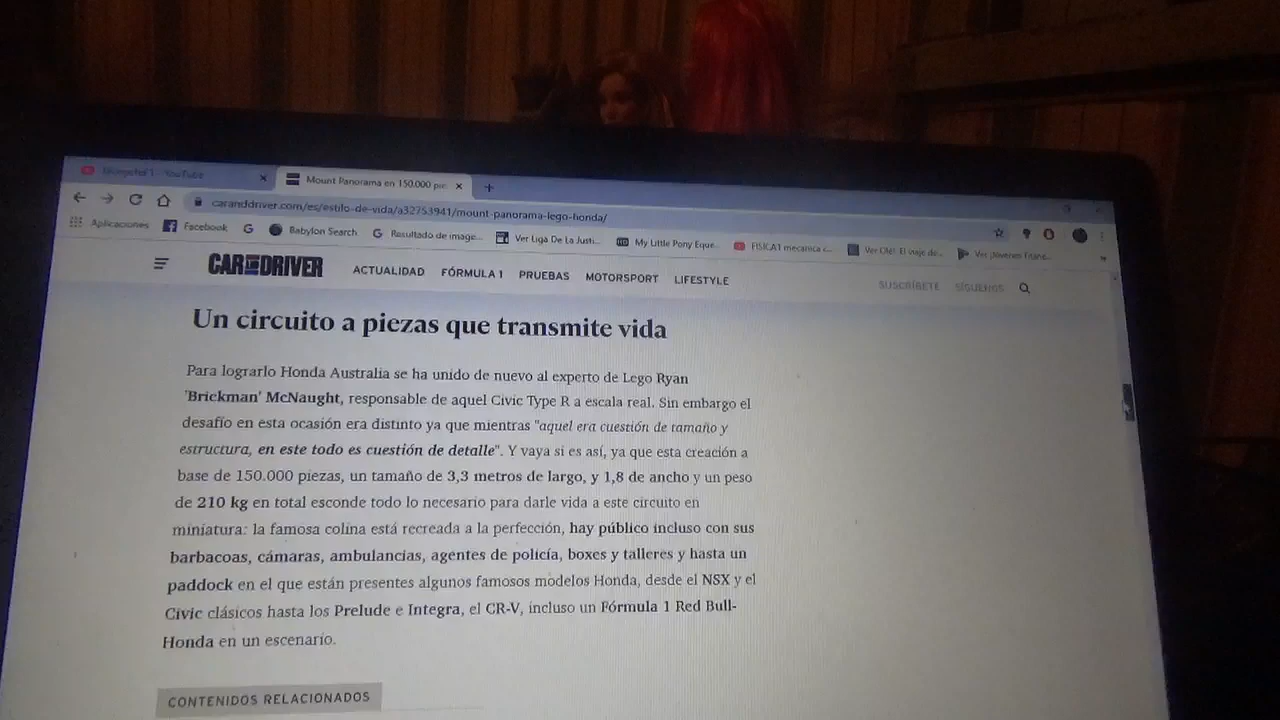 YouTube
Mount Panorama en 150.000 pie
caranddriver.com/es/estilo-de-vida/a32753941/mount-panorama-lego-honda/
Aplicaciones Facebook Babylon Search Resultado de image... Ver Liga De La Justi... My Little Pony Eque... FISICA1 mecanica c... Ver Olé! El viaje de... Ver ¡Jóvenes Titans...
CAR AND DRIVER ACTUALIDAD FÓRMULA 1 PRUEBAS MOTORSPORT LIFESTYLE SUSCRÍBETE SÍGUENOS
Un circuito a piezas que transmite vida
Para lograrlo Honda Australia se ha unido de nuevo al experto de Lego Ryan
'Brickman' McNaught, responsable de aquel Civic Type R a escala real. Sin embargo el
desafío en esta ocasión era distinto ya que mientras "aquel era cuestión de tamaño y
estructura, en este todo es cuestión de detalle". Y vaya si es así, ya que esta creación a
base de 150.000 piezas, un tamaño de 3,3 metros de largo, y 1,8 de ancho y un peso
de 210 kg en total esconde todo lo necesario para darle vida a este circuito en
miniatura: la famosa colina está recreada a la perfección, hay público incluso con sus
barbacoas, cámaras, ambulancias, agentes de policía, boxes y talleres y hasta un
paddock en el que están presentes algunos famosos modelos Honda, desde el NSX y el
Civic clásicos hasta los Prelude e Integra, el CR-V, incluso un Fórmula 1 Red Bull-
Honda en un escenario.
CONTENIDOS RELACIONADOS